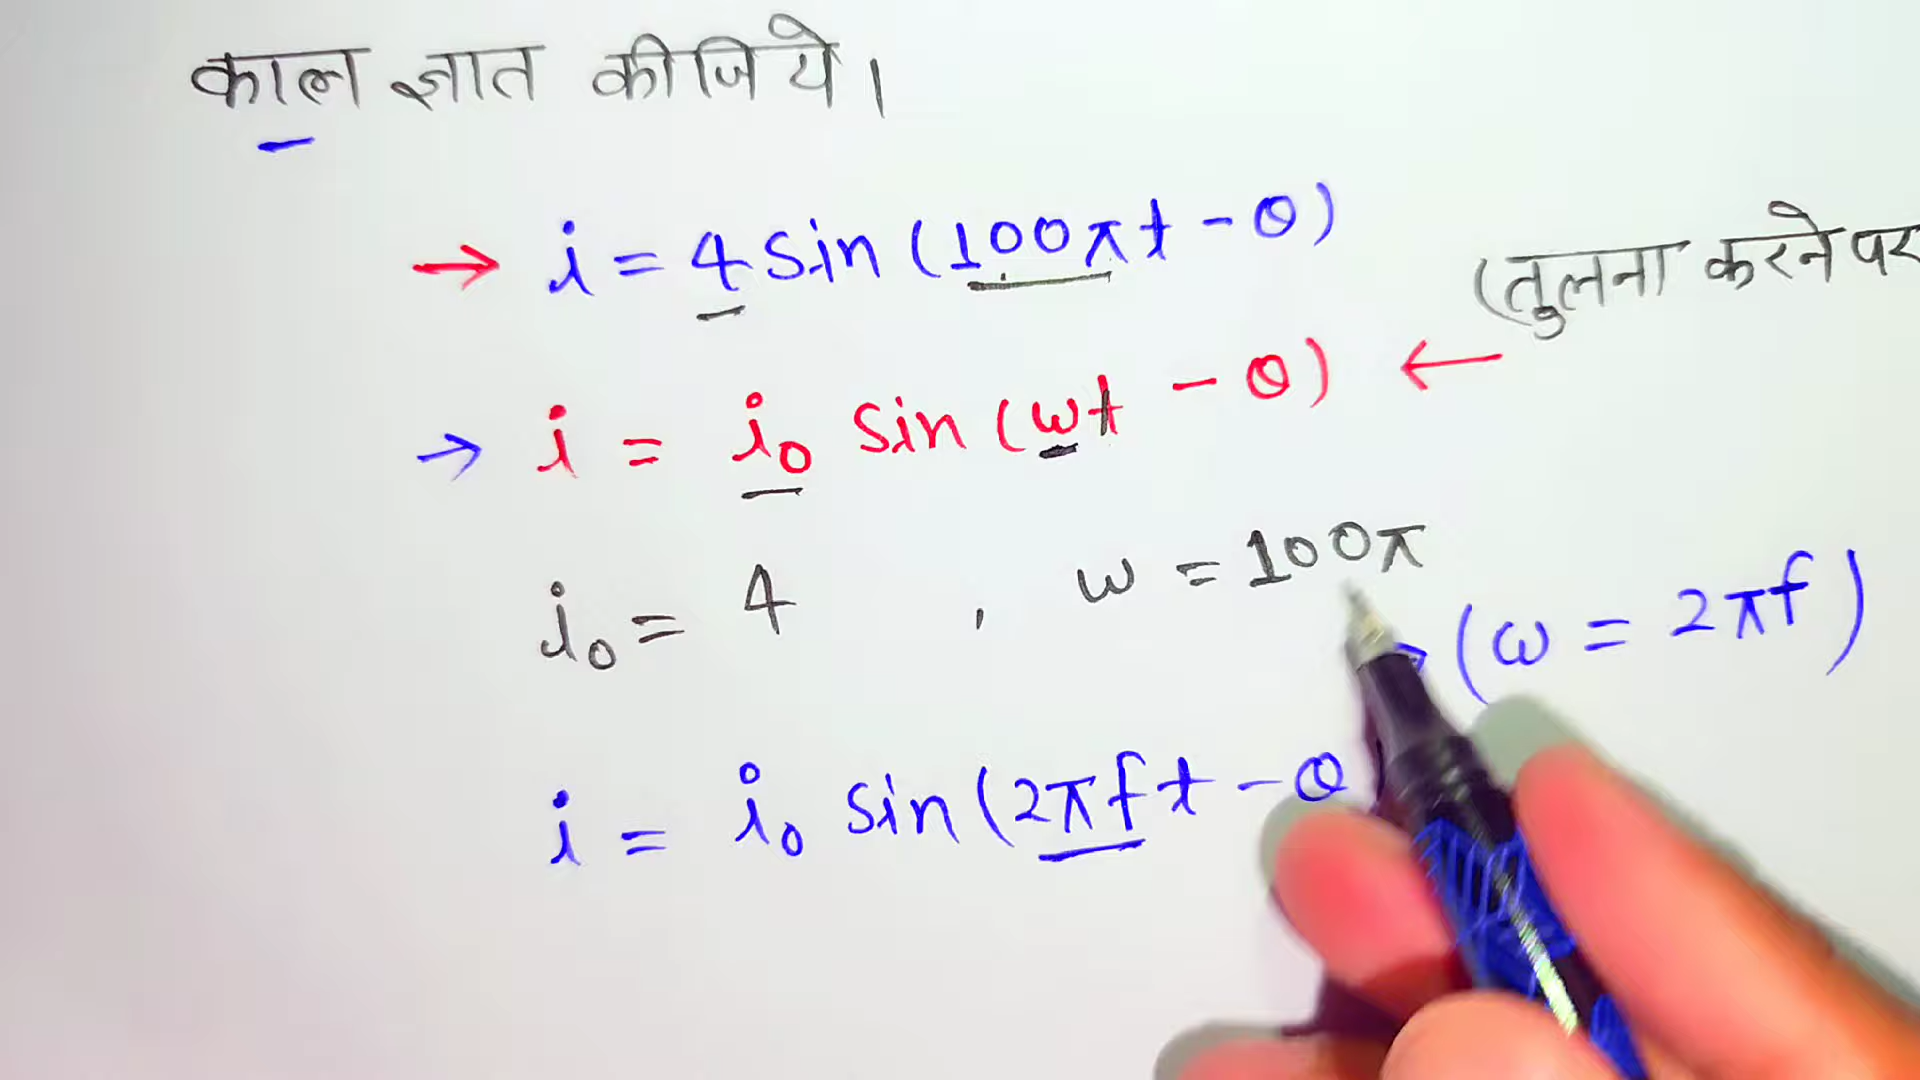 काल ज्ञात कीजिये।
→ i = 4 sin (100πt - θ)
(तुलना करने पर
→ i = i₀ sin (ωt - θ) ←
i₀ = 4 , ω = 100π
(ω = 2πf)
i = i₀ sin (2πft - θ